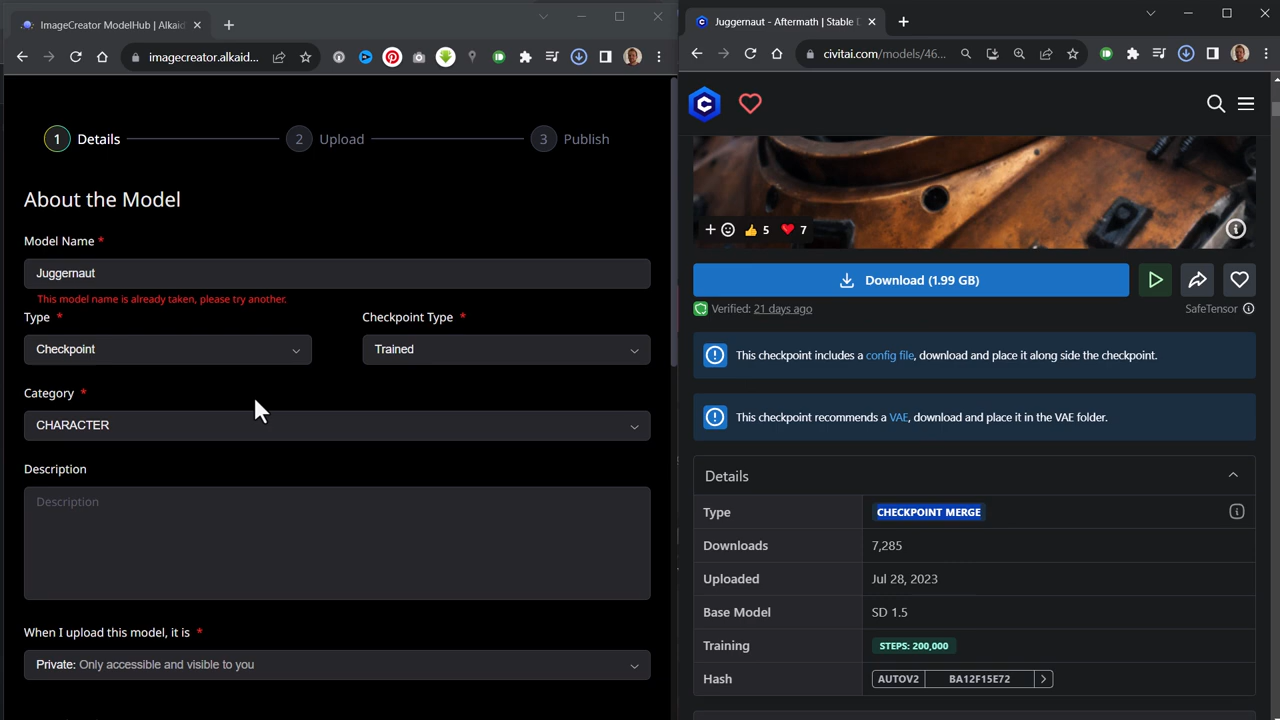 ImageCreator ModelHub | Alkaid
imagecreator.alkaid...
1 Details
2 Upload
3 Publish
About the Model
Model Name *
Juggernaut
This model name is already taken, please try another.
Type *
Checkpoint Type *
Checkpoint
Trained
Category *
CHARACTER
Description
Description
When I upload this model, it is *
Private: Only accessible and visible to you
Juggernaut - Aftermath | Stable D
civitai.com/models/46...
5
7
Download (1.99 GB)
Verified: 21 days ago
SafeTensor
This checkpoint includes a config file, download and place it along side the checkpoint.
This checkpoint recommends a VAE, download and place it in the VAE folder.
Details
Type
CHECKPOINT MERGE
Downloads
7,285
Uploaded
Jul 28, 2023
Base Model
SD 1.5
Training
STEPS: 200,000
Hash
AUTOV2 BA12F15E72